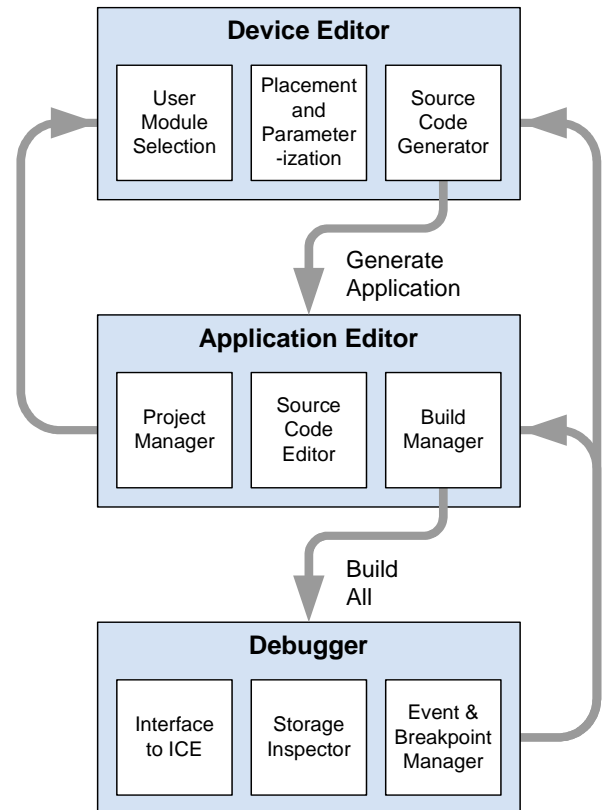 Device Editor
User
Module
Selection
Placement
and
Parameter
-ization
Source
Code
Generator
Generate
Application
Application Editor
Project
Manager
Source
Code
Editor
Build
Manager
Build
All
Debugger
Interface
to ICE
Storage
Inspector
Event &
Breakpoint
Manager